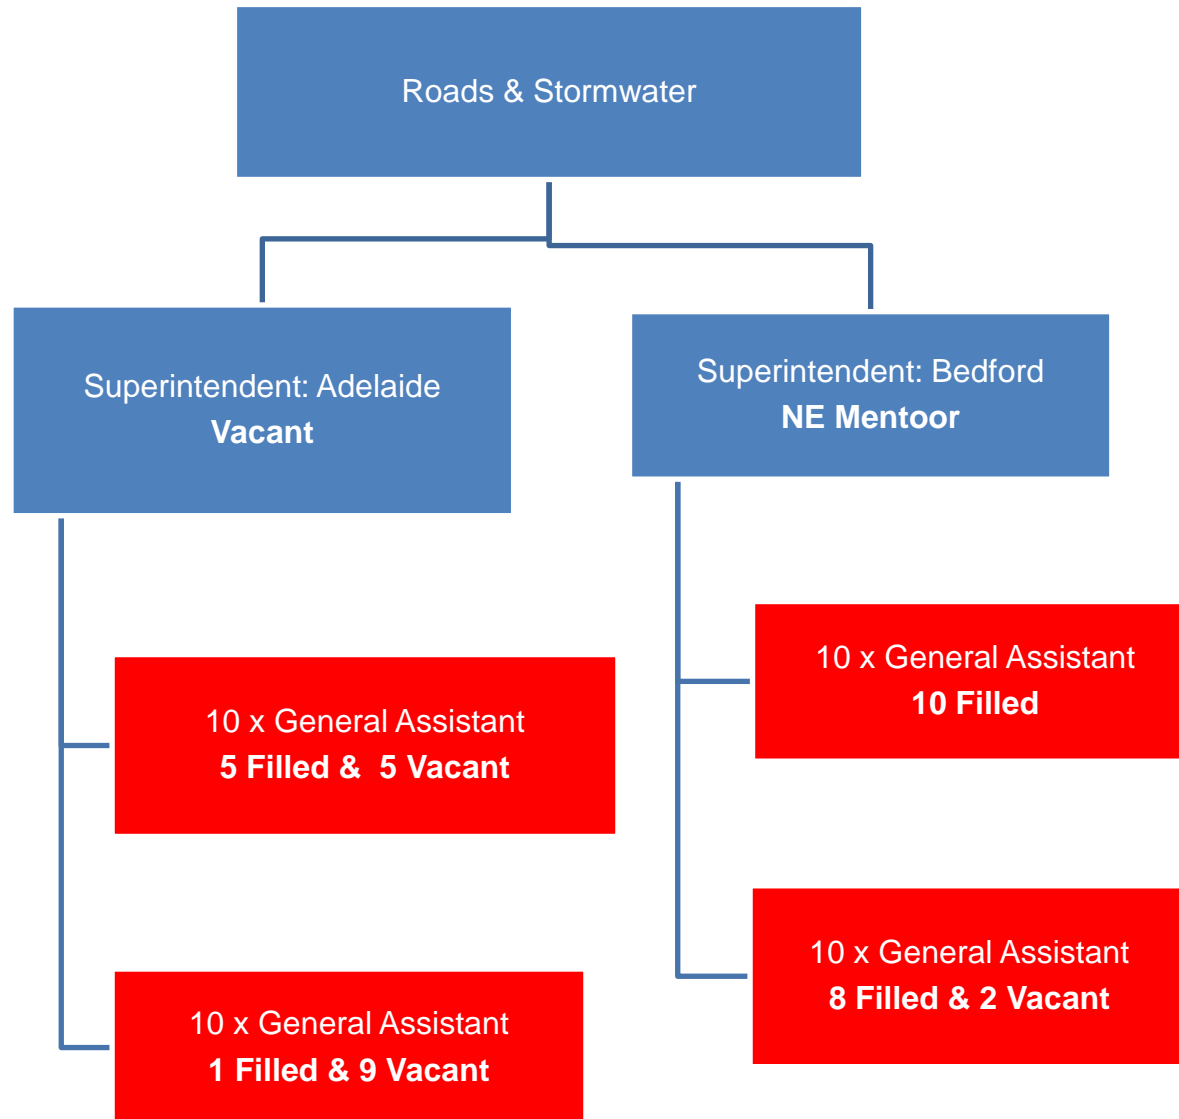 Roads & Stormwater
Superintendent: Adelaide
Vacant
Superintendent: Bedford
NE Mentoor
10 x General Assistant
5 Filled &  5 Vacant
10 x General Assistant
1 Filled & 9 Vacant
10 x General Assistant
10 Filled
10 x General Assistant
8 Filled & 2 Vacant